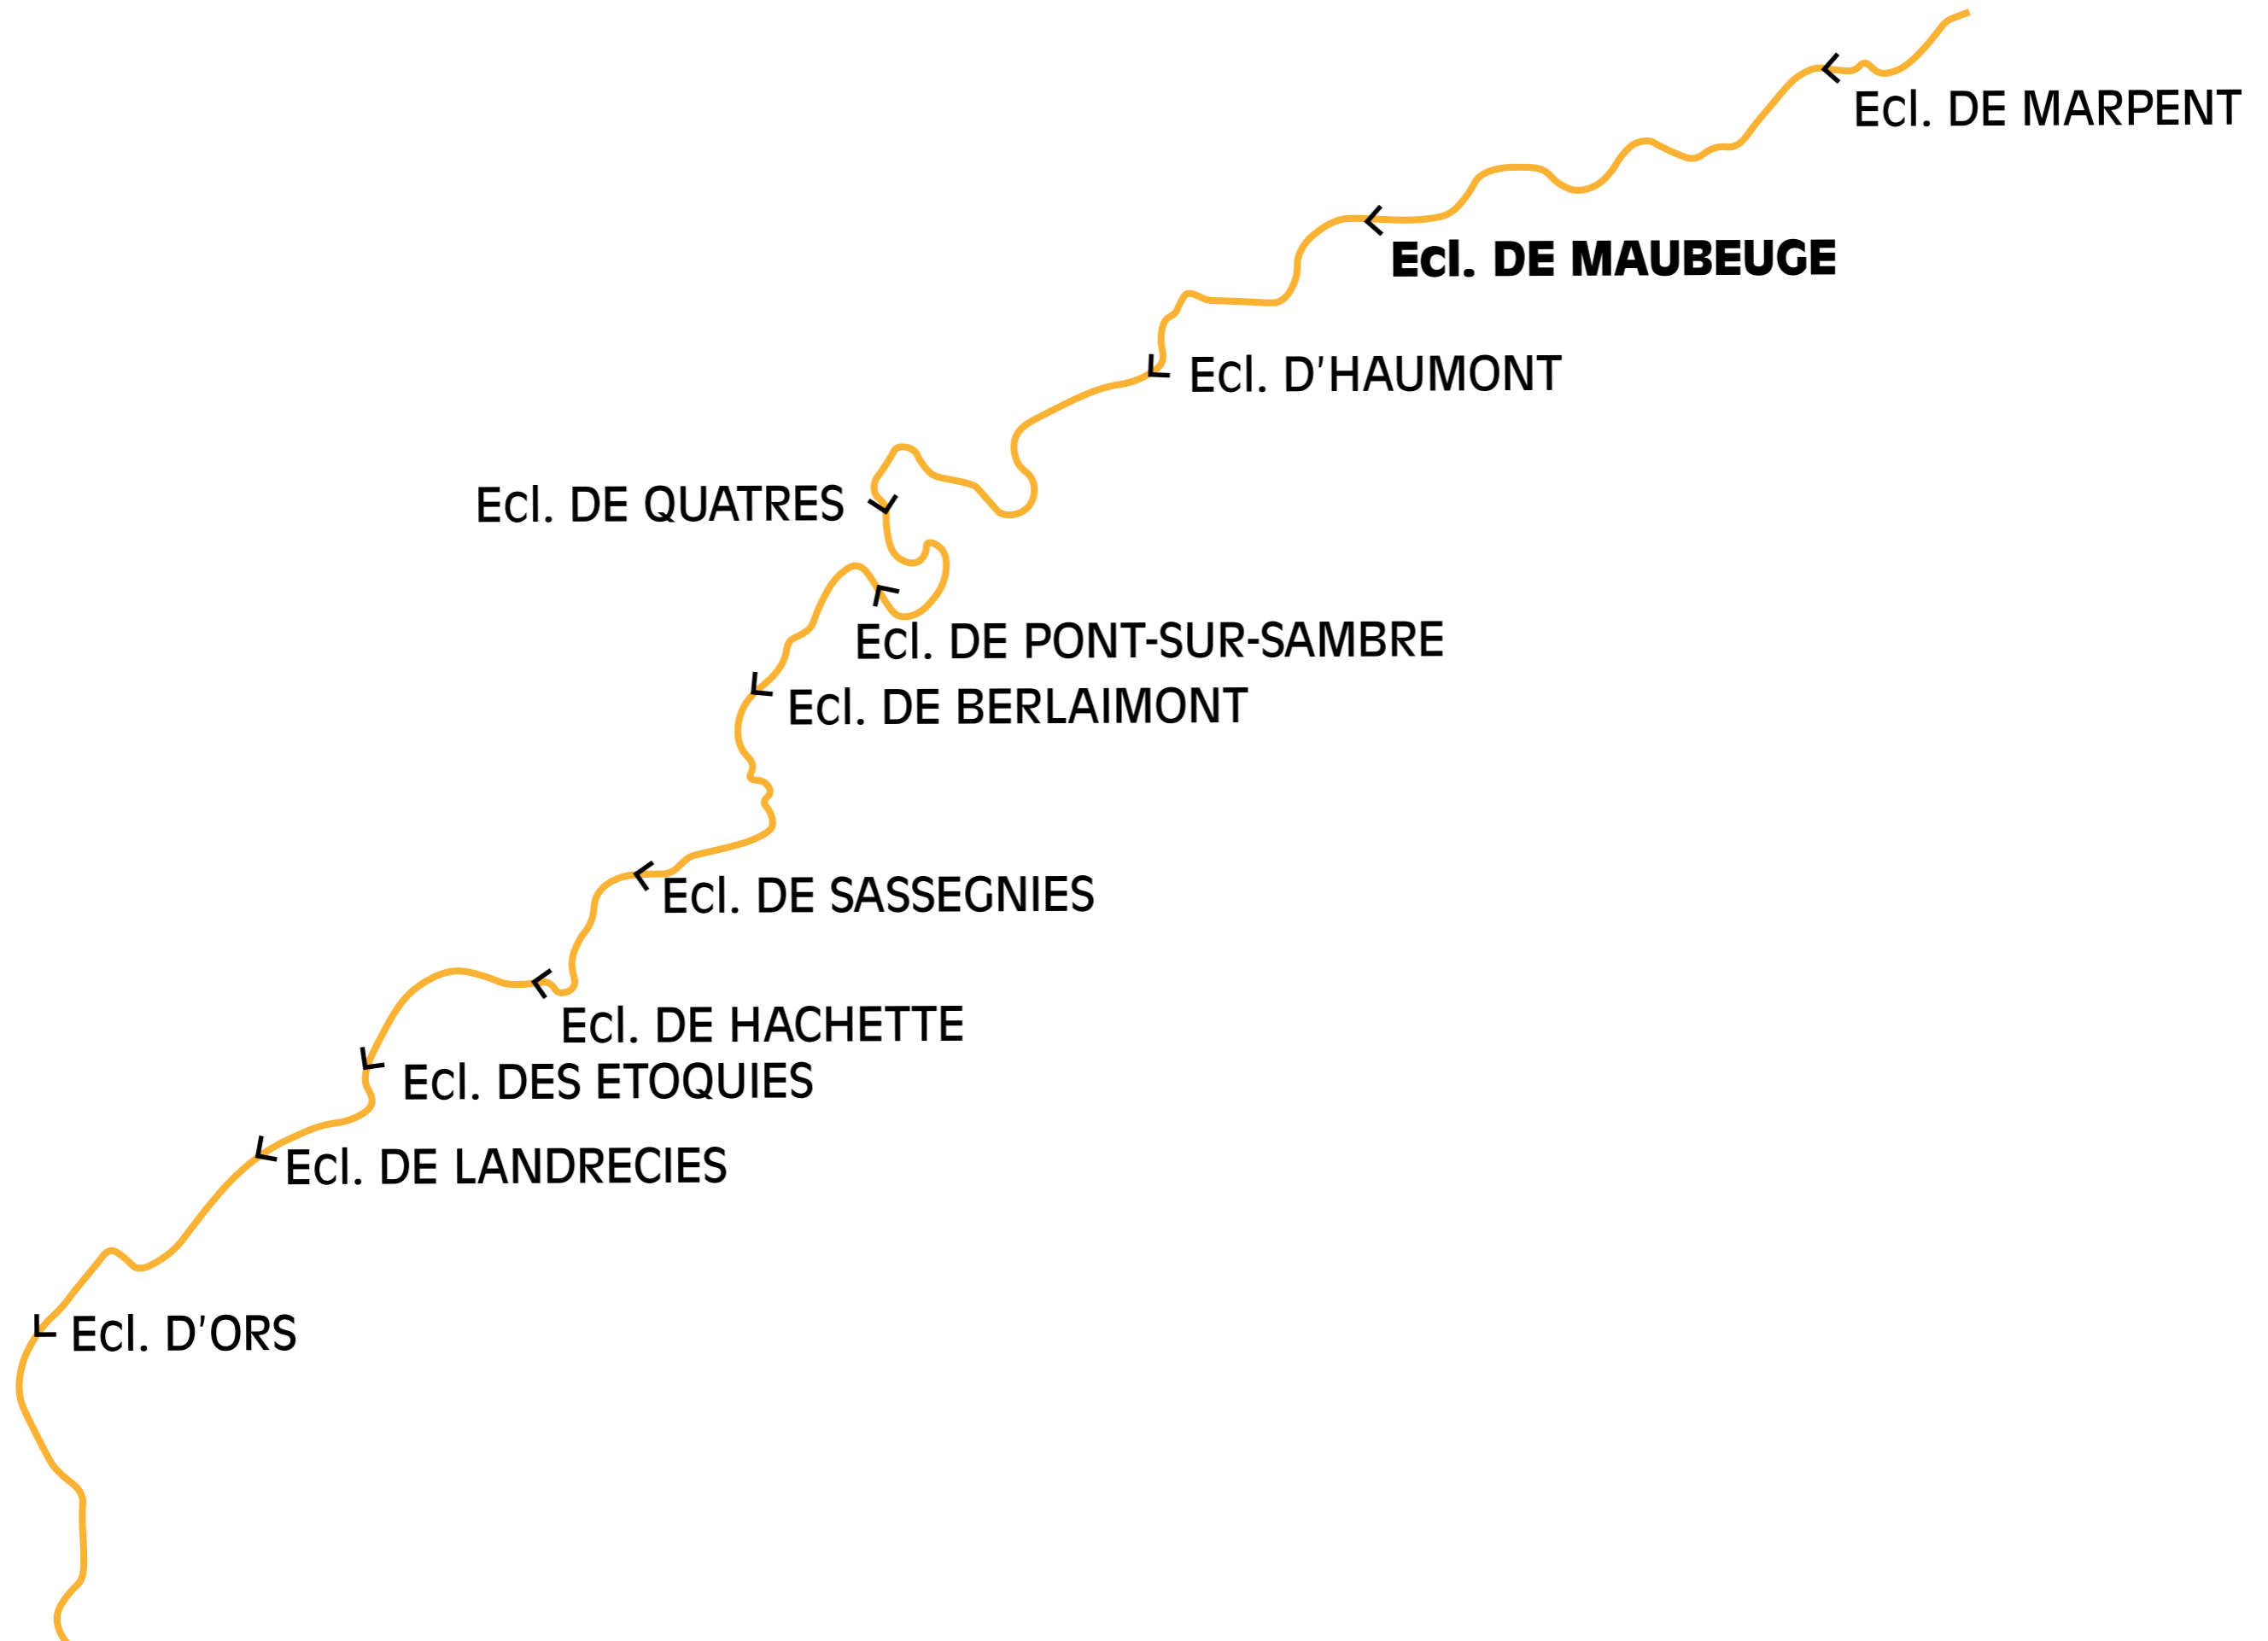 Ecl. DE MARPENT
Ecl. DE MAUBEUGE
Ecl. D'HAUMONT
Ecl. DE QUATRES
Ecl. DE PONT-SUR-SAMBRE
Ecl. DE BERLAIMONT
Ecl. DE SASSEGNIES
Ecl. DE HACHETTE
Ecl. DES ETOQUIES
Ecl. DE LANDRECIES
Ecl. D'ORS